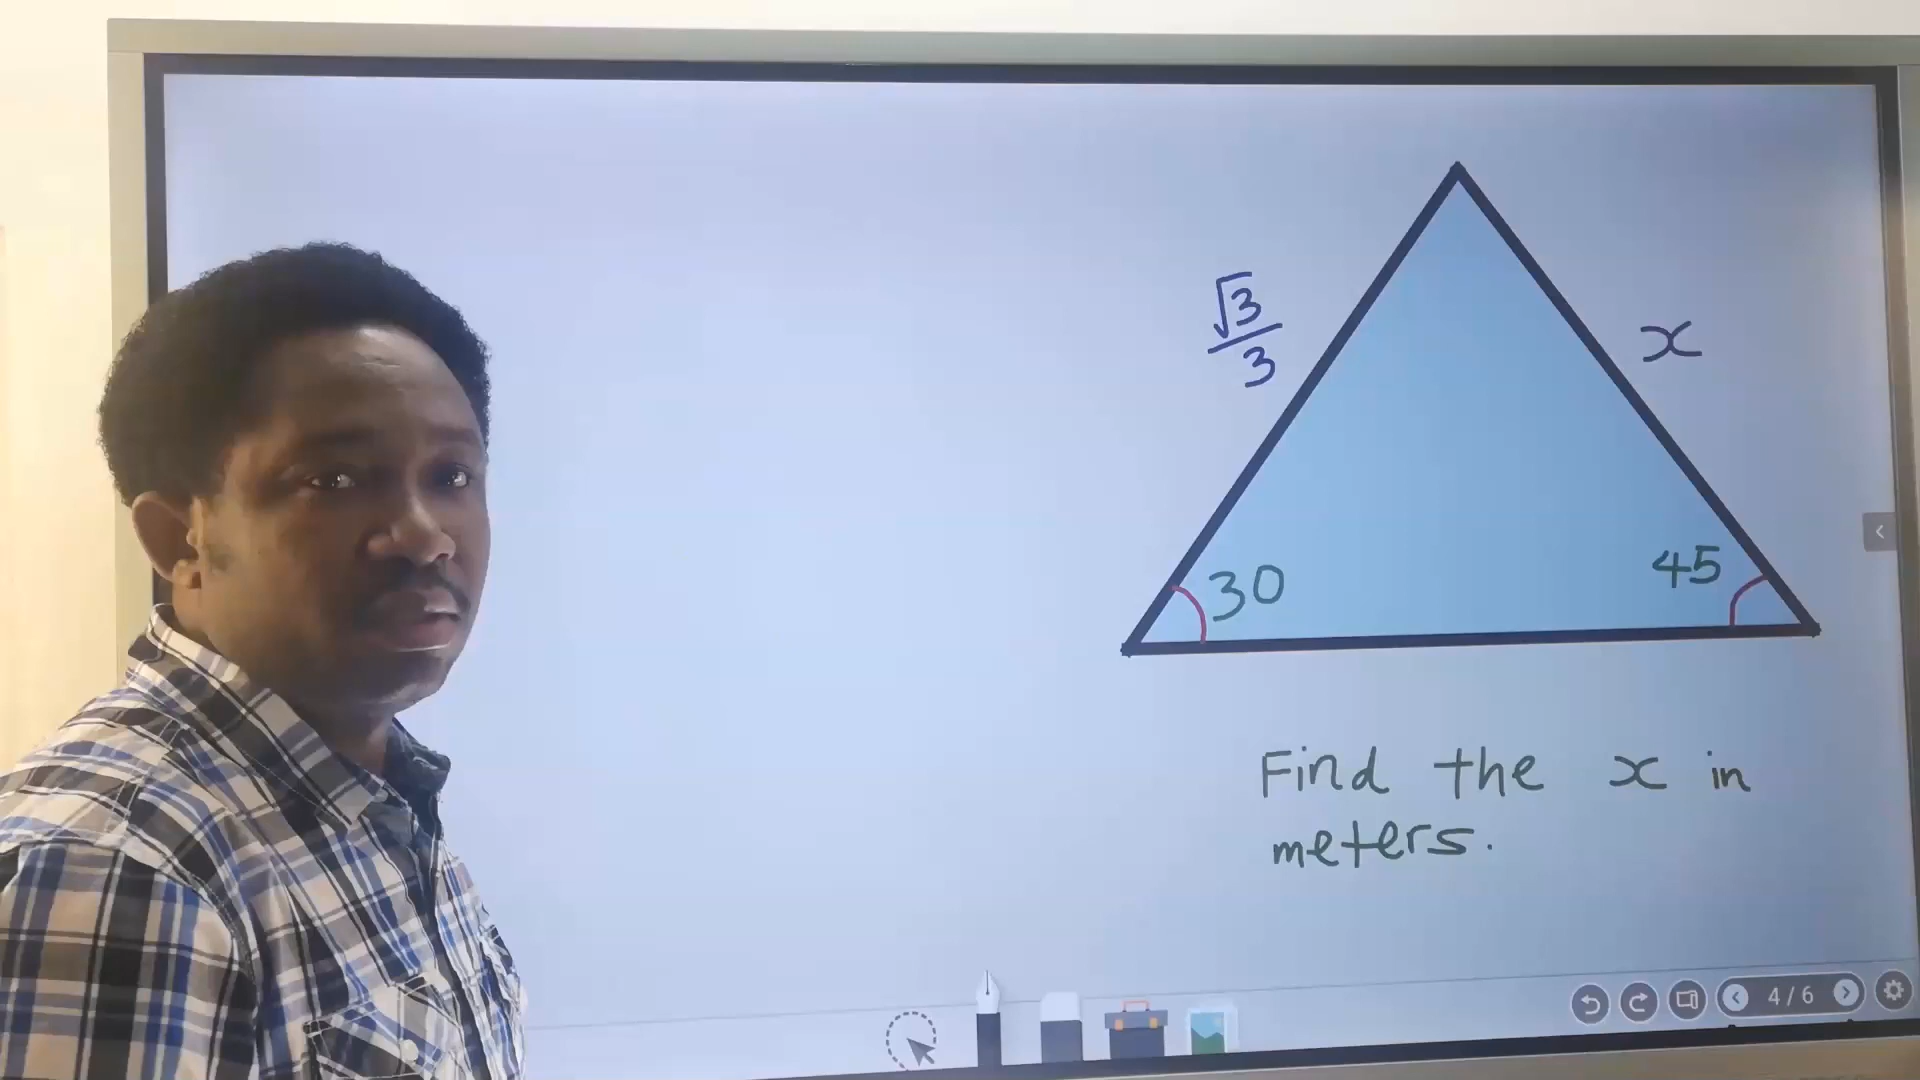 √3/3
x
30
45
Find the x in
meters.
4/6